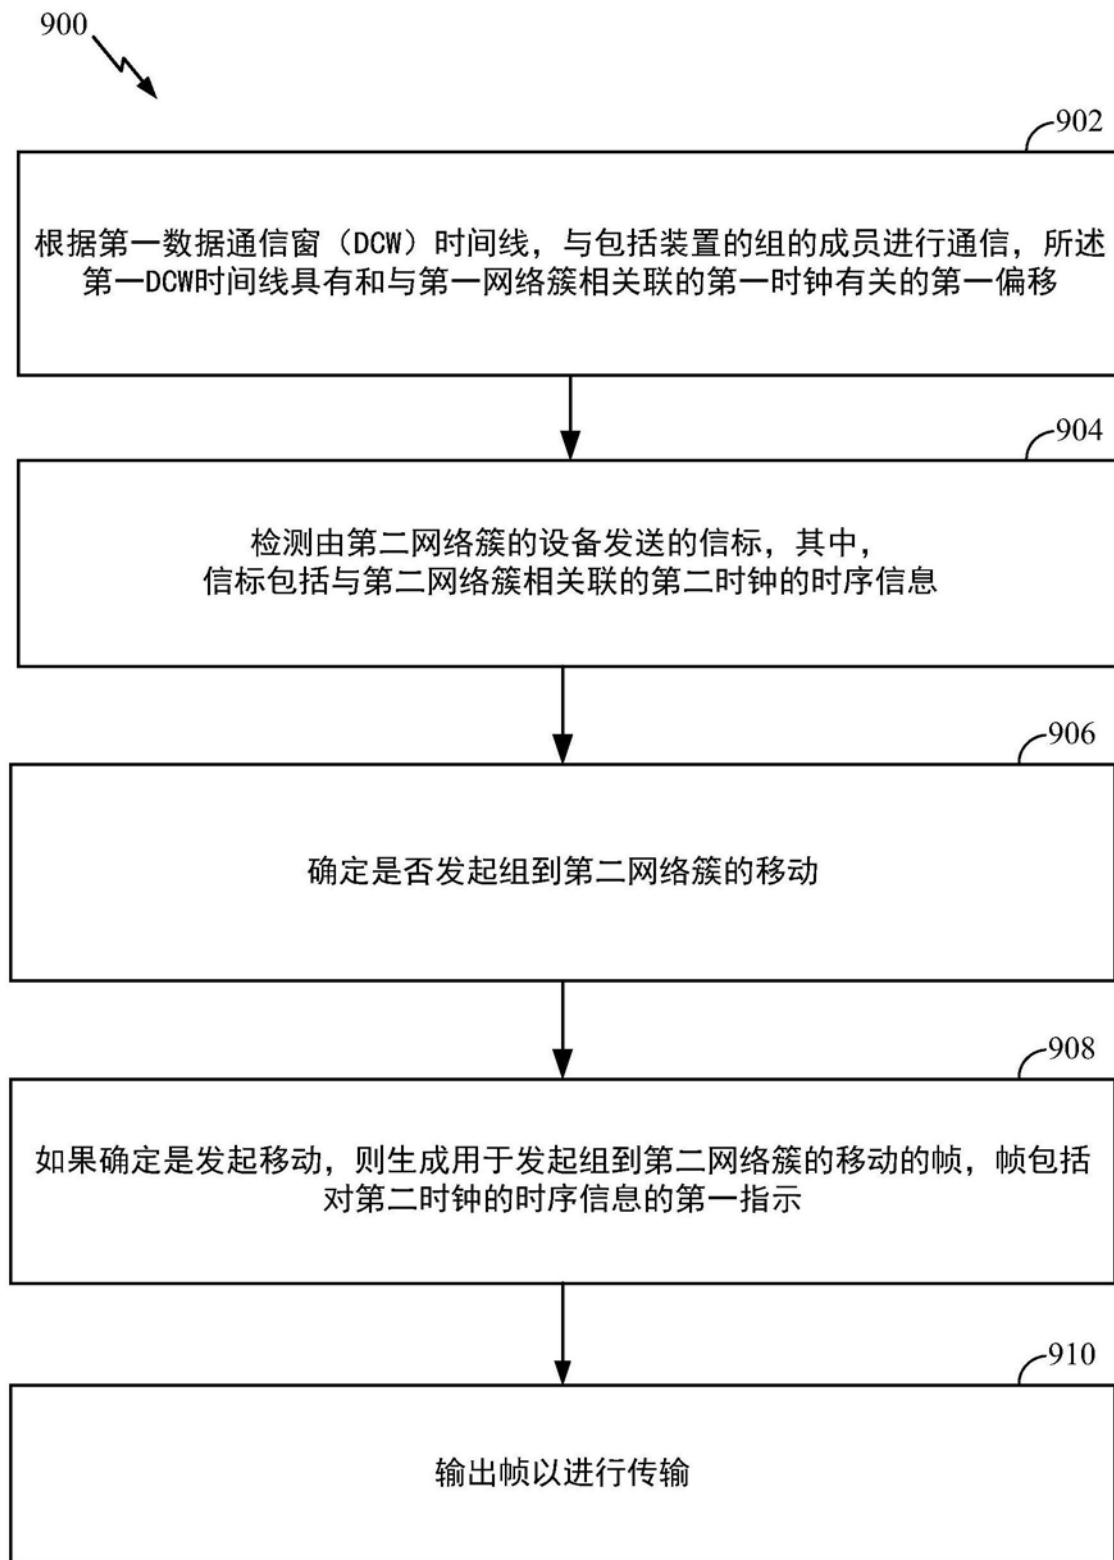 900
902
根据第一数据通信窗（DCW）时间线，与包括装置的组的成员进行通信，所述
第一DCW时间线具有和与第一网络簇相关联的第一时钟有关的第一偏移
904
检测由第二网络簇的设备发送的信标，其中，
信标包括与第二网络簇相关联的第二时钟的时序信息
906
确定是否发起组到第二网络簇的移动
908
如果确定是发起移动，则生成用于发起组到第二网络簇的移动的帧，帧包括
对第二时钟的时序信息的第一指示
910
输出帧以进行传输